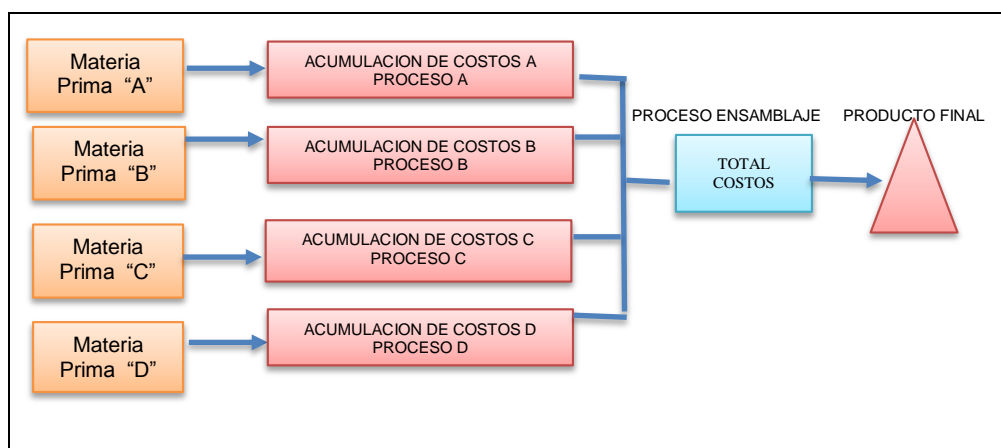 Materia
Prima “A”
ACUMULACION DE COSTOS A
PROCESO A
Materia
Prima “B”
ACUMULACION DE COSTOS B
PROCESO B
Materia
Prima “C”
ACUMULACION DE COSTOS C
PROCESO C
Materia
Prima “D”
ACUMULACION DE COSTOS D
PROCESO D
PROCESO ENSAMBLAJE
TOTAL
COSTOS
PRODUCTO FINAL